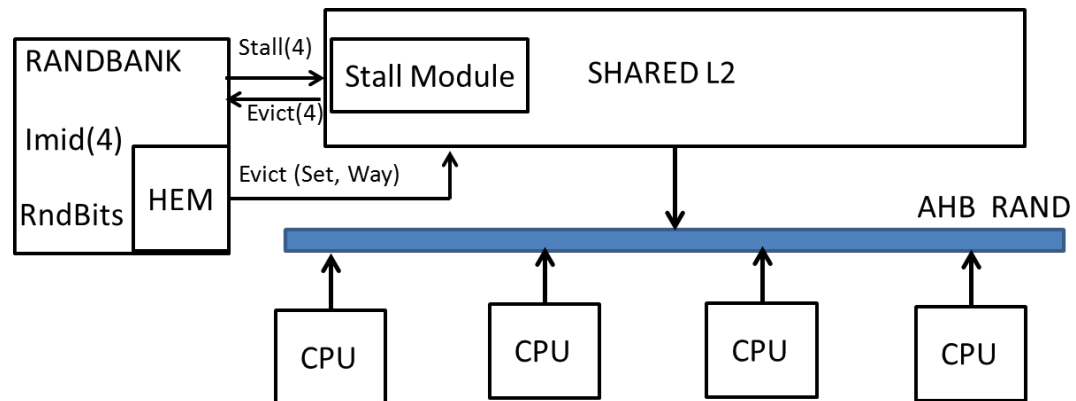 RANDBANK
Stall(4)
Stall Module
SHARED L2
Evict(4)
Imid(4)
HEM
Evict (Set, Way)
RndBits
AHB RAND
CPU
CPU
CPU
CPU